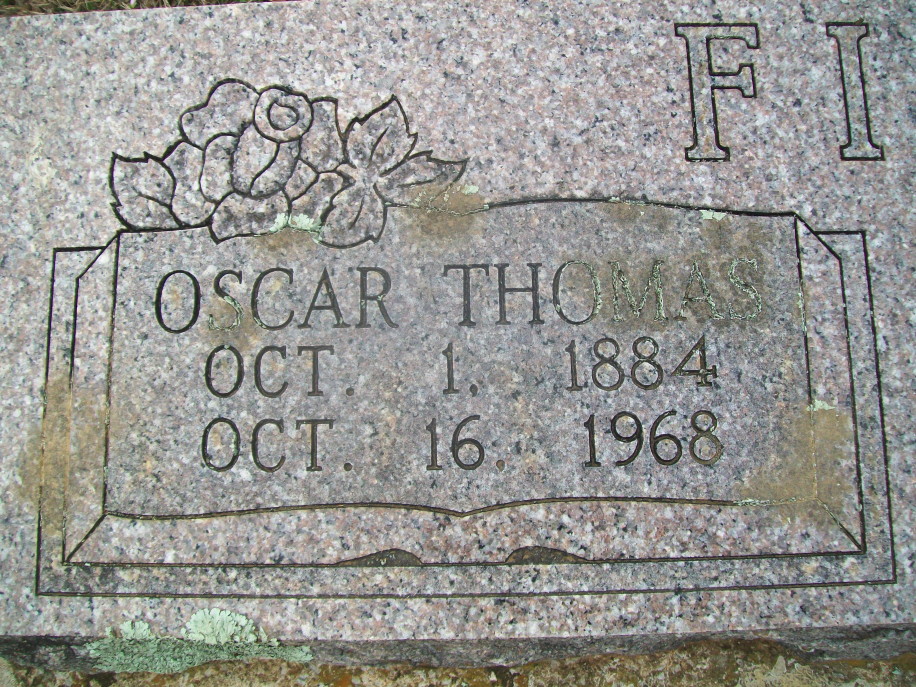 FI
OSCAR THOMAS
OCT. 1. 1884
OCT. 16. 1968